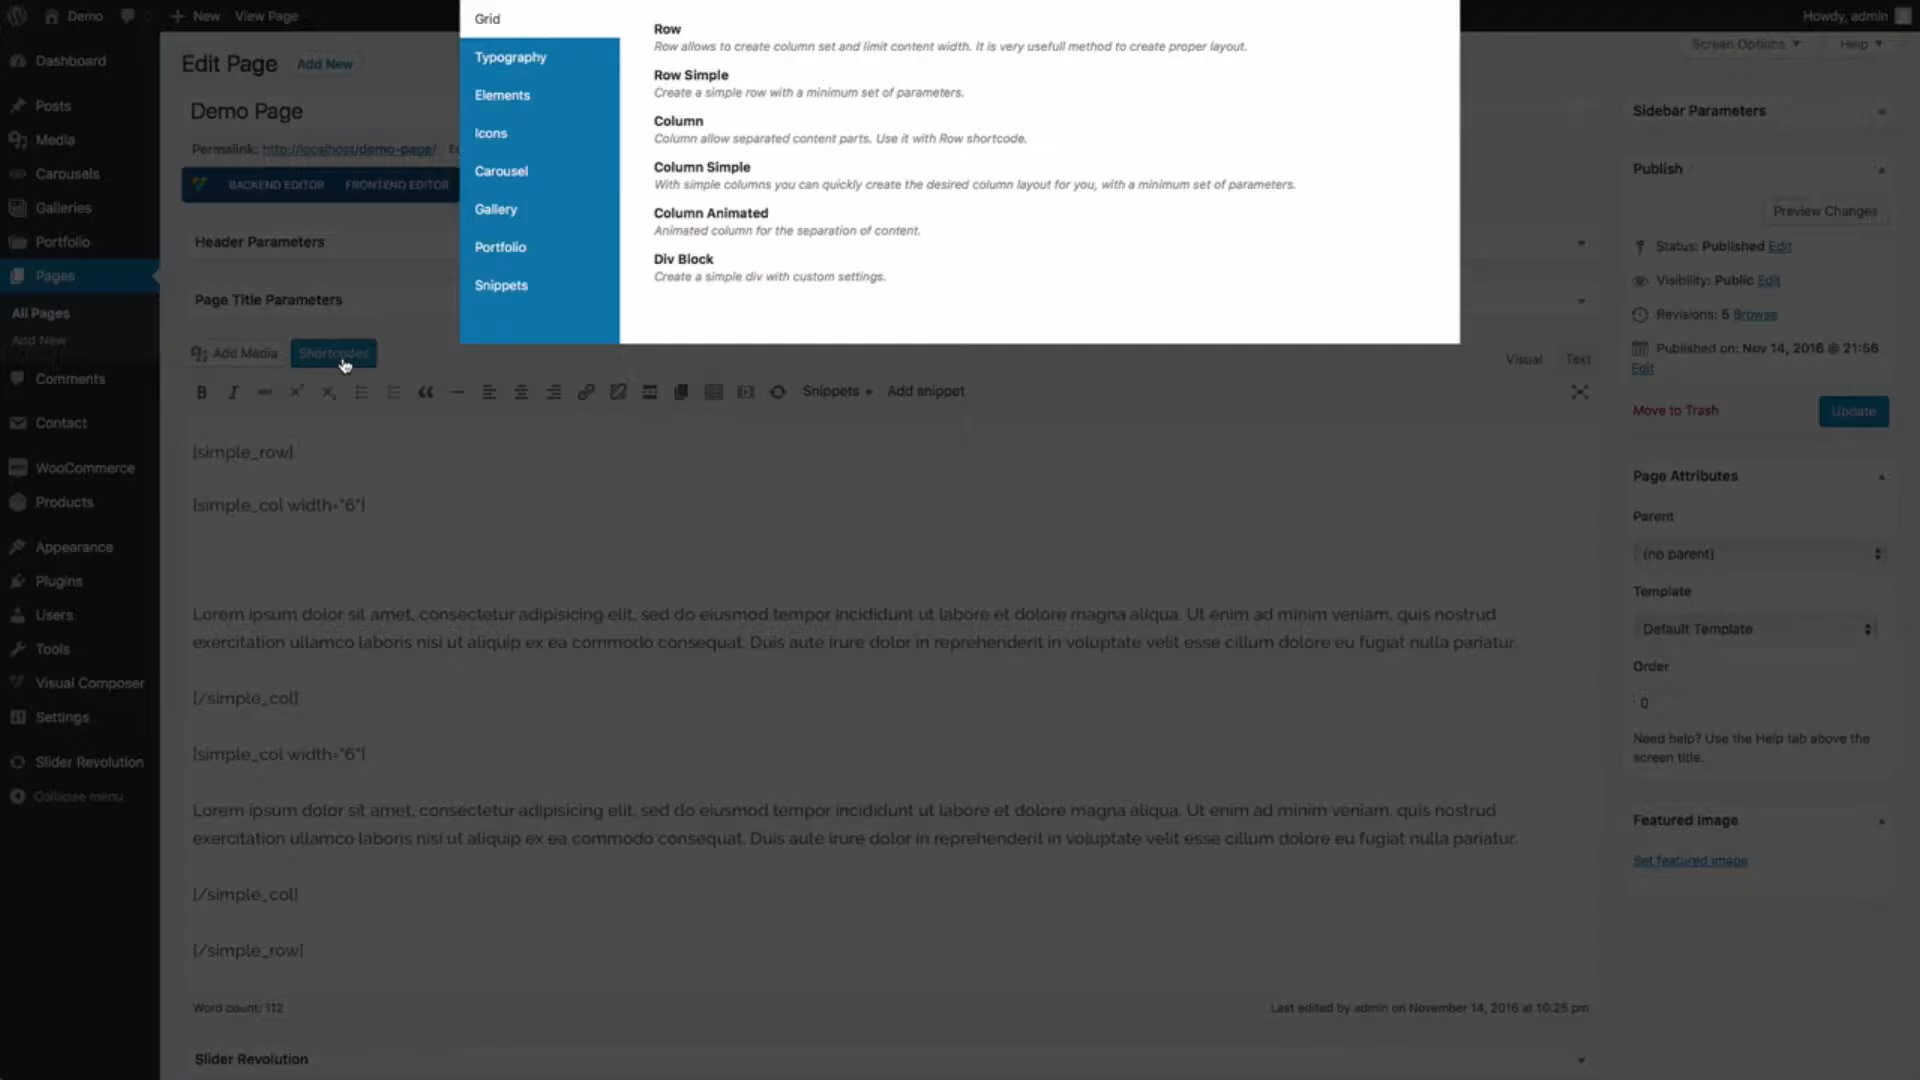 Demo
New
View Page
Howdy, admin
Screen Options
Help
Dashboard
Posts
Media
Carousels
Galleries
Portfolio
Pages
All Pages
Add New
Comments
Contact
WooCommerce
Products
Appearance
Plugins
Users
Tools
Visual Composer
Settings
Slider Revolution
Collapse menu
Edit Page Add New
Demo Page
Permalink: http://localhost/demo-page/
BACKEND EDITOR FRONTEND EDITOR
Header Parameters
Page Title Parameters
Add Media Shortcodes
Visual Text
B I
Snippets Add snippet
Grid
Typography
Elements
Icons
Carousel
Gallery
Portfolio
Snippets
Row
Row allows to create column set and limit content width. It is very usefull method to create proper layout.
Row Simple
Create a simple row with a minimum set of parameters.
Column
Column allow separated content parts. Use it with Row shortcode.
Column Simple
With simple columns you can quickly create the desired column layout for you, with a minimum set of parameters.
Column Animated
Animated column for the separation of content.
Div Block
Create a simple div with custom settings.
[simple_row]
[simple_col width="6"]
Lorem ipsum dolor sit amet, consectetur adipisicing elit, sed do eiusmod tempor incididunt ut labore et dolore magna aliqua. Ut enim ad minim veniam, quis nostrud
exercitation ullamco laboris nisi ut aliquip ex ea commodo consequat. Duis aute irure dolor in reprehenderit in voluptate velit esse cillum dolore eu fugiat nulla pariatur.
[/simple_col]
[simple_col width="6"]
Lorem ipsum dolor sit amet, consectetur adipisicing elit, sed do eiusmod tempor incididunt ut labore et dolore magna aliqua. Ut enim ad minim veniam, quis nostrud
exercitation ullamco laboris nisi ut aliquip ex ea commodo consequat. Duis aute irure dolor in reprehenderit in voluptate velit esse cillum dolore eu fugiat nulla pariatur.
[/simple_col]
[/simple_row]
Word count: 112
Last edited by admin on November 14, 2016 at 10:25 pm
Slider Revolution
Sidebar Parameters
Publish
Preview Changes
Status: Published Edit
Visibility: Public Edit
Revisions: 5 Browse
Published on: Nov 14, 2016 @ 21:56
Edit
Move to Trash
Update
Page Attributes
Parent
(no parent)
Template
Default Template
Order
0
Need help? Use the Help tab above the
screen title.
Featured Image
Set featured image